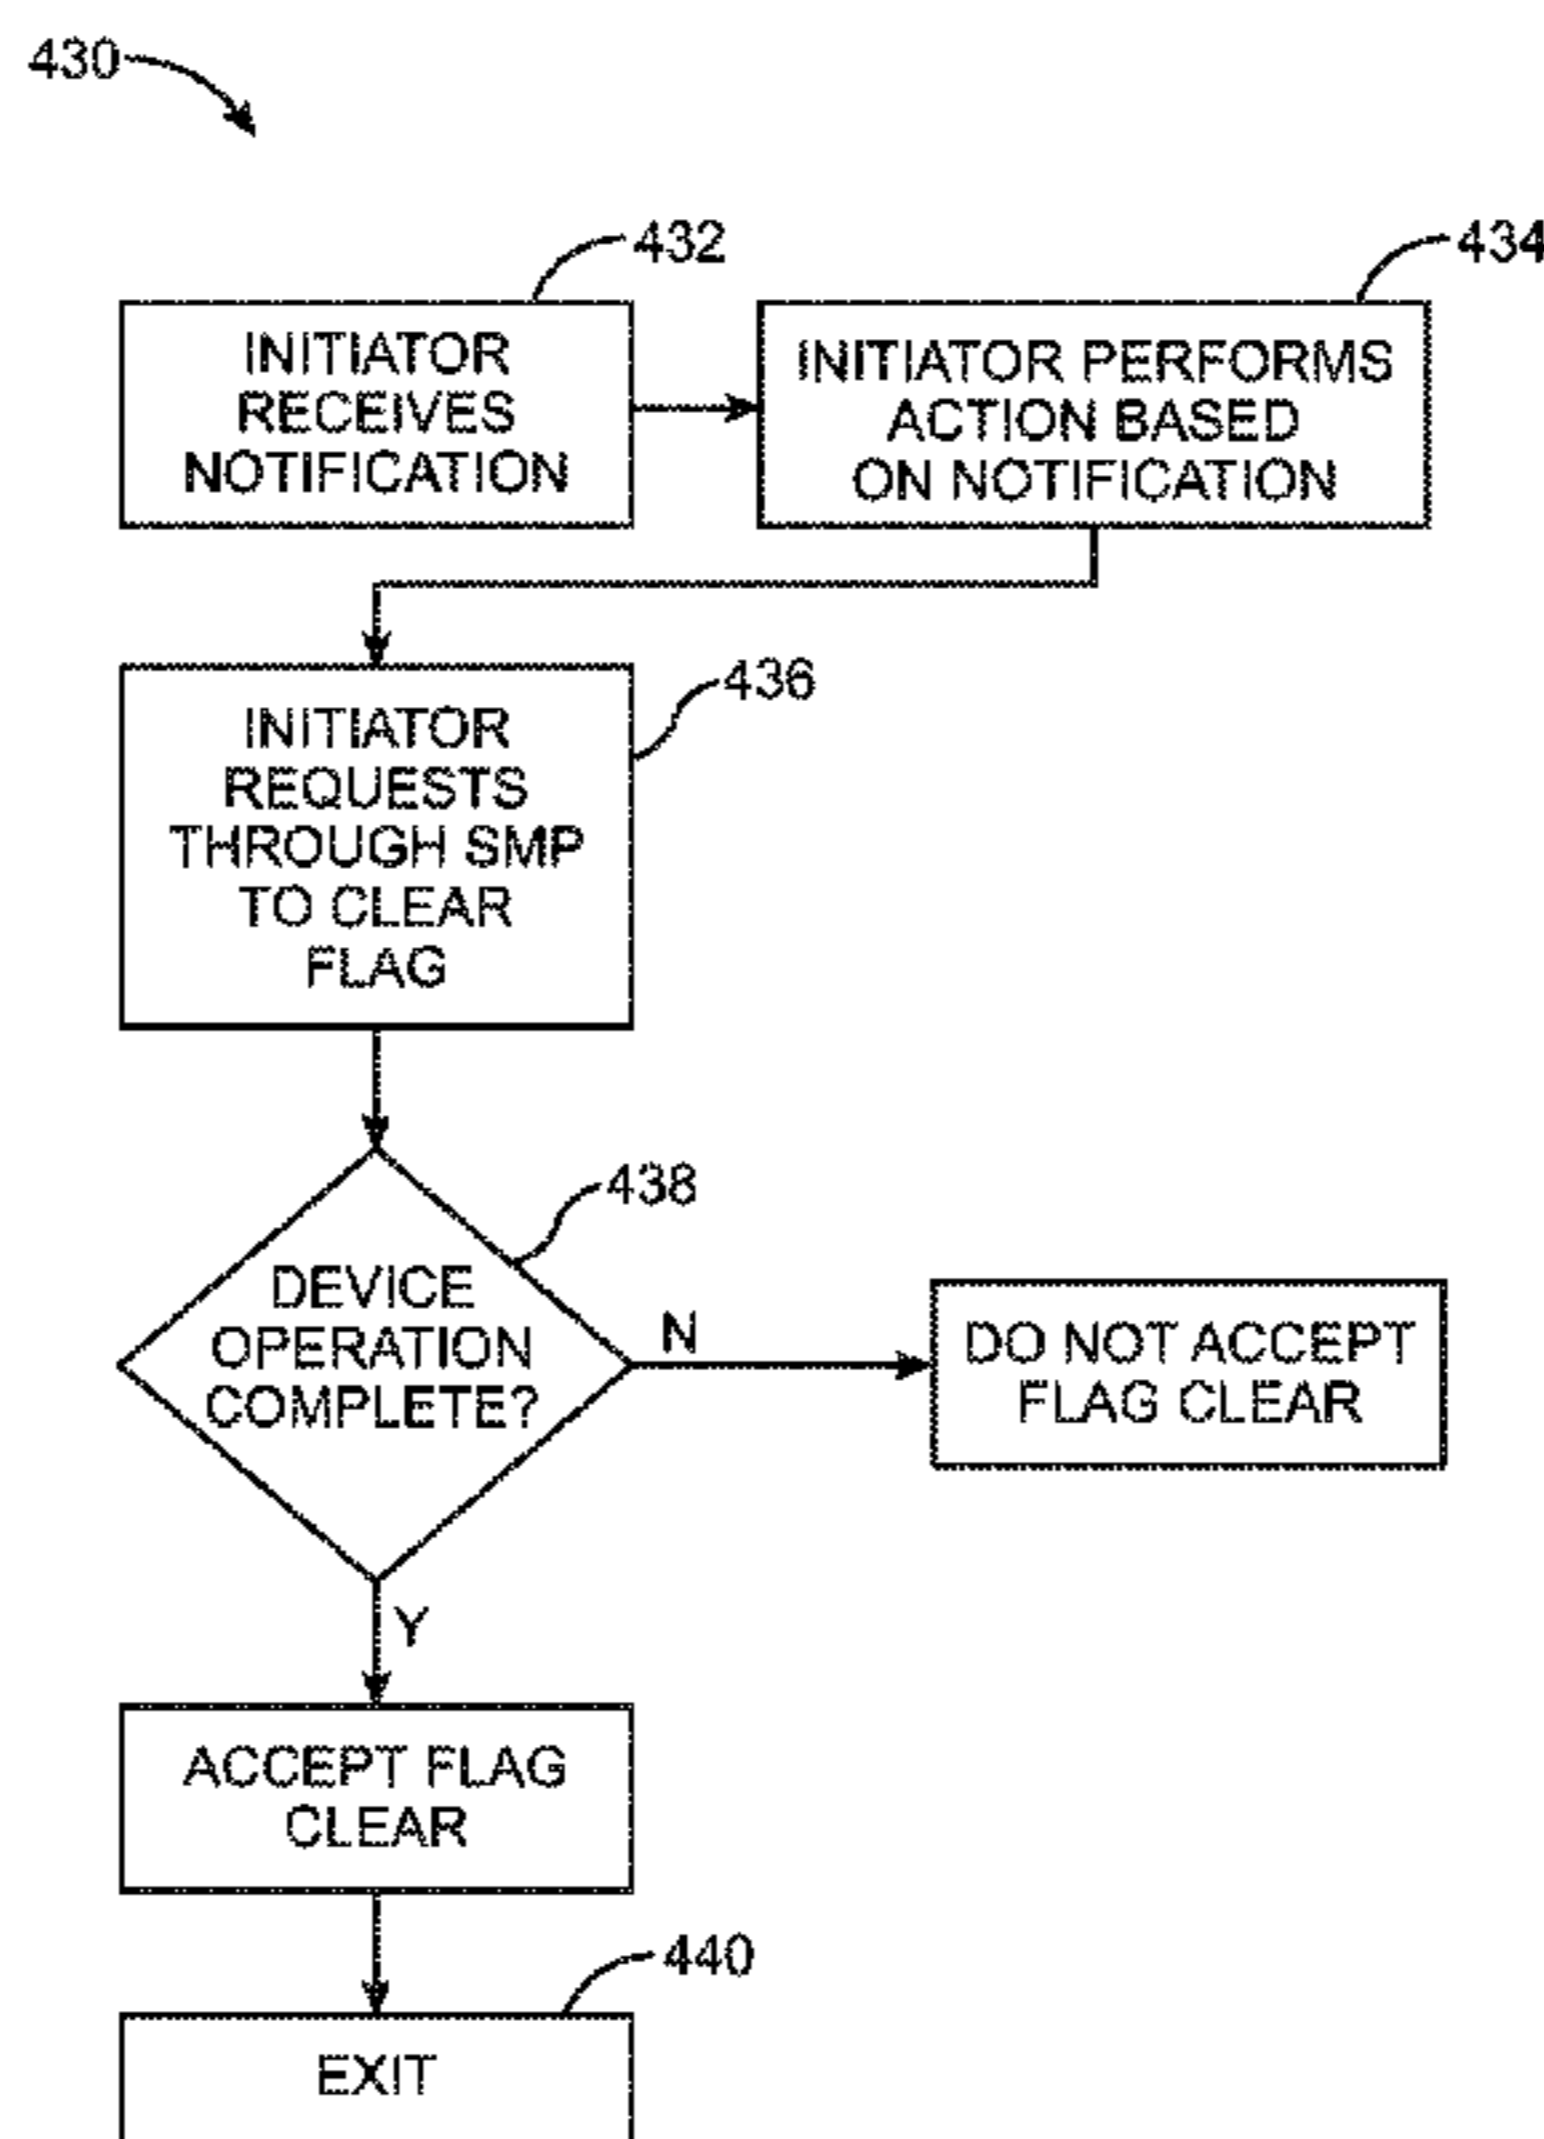 430
432
434
INITIATOR
RECEIVES
NOTIFICATION
INITIATOR PERFORMS
ACTION BASED
ON NOTIFICATION
436
INITIATOR
REQUESTS
THROUGH SMP
TO CLEAR
FLAG
438
DEVICE
OPERATION
COMPLETE?
N
DO NOT ACCEPT
FLAG CLEAR
Y
ACCEPT FLAG
CLEAR
440
EXIT